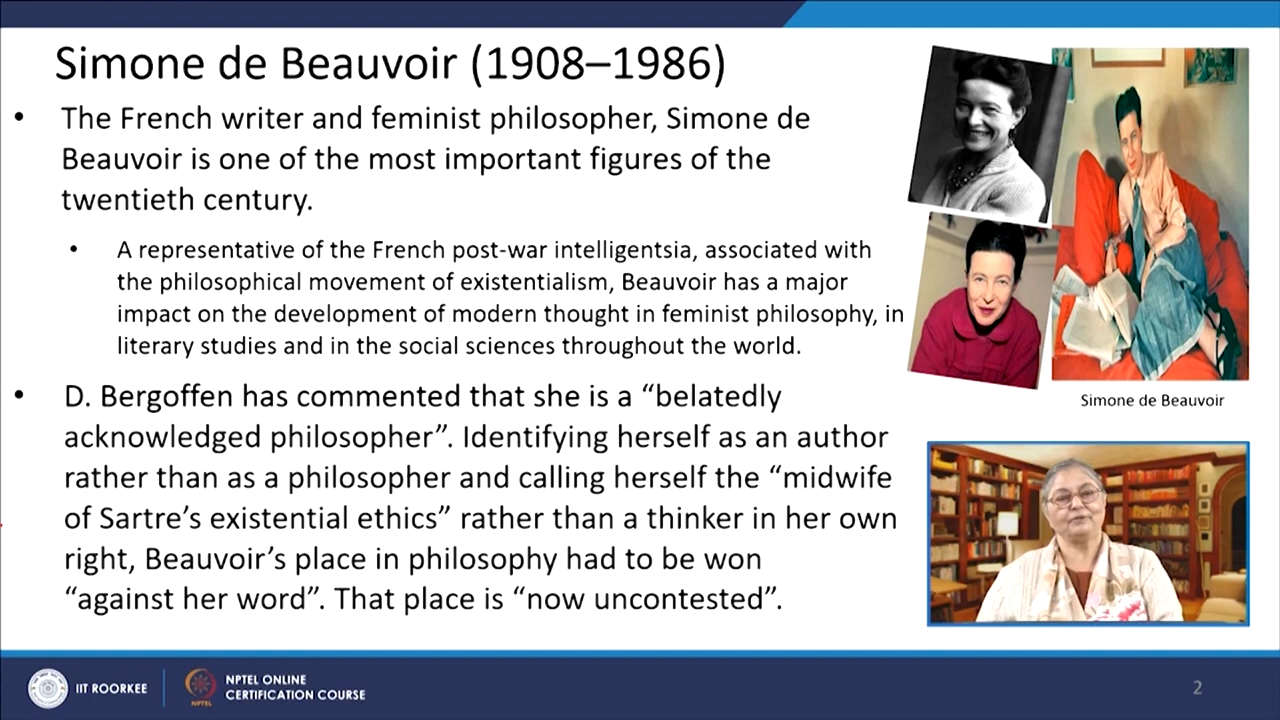 Simone de Beauvoir (1908–1986)
• The French writer and feminist philosopher, Simone de
Beauvoir is one of the most important figures of the
twentieth century.
• A representative of the French post-war intelligentsia, associated with
the philosophical movement of existentialism, Beauvoir has a major
impact on the development of modern thought in feminist philosophy, in
literary studies and in the social sciences throughout the world.
• D. Bergoffen has commented that she is a “belatedly
acknowledged philosopher”. Identifying herself as an author
rather than as a philosopher and calling herself the “midwife
of Sartre’s existential ethics” rather than a thinker in her own
right, Beauvoir’s place in philosophy had to be won
“against her word”. That place is “now uncontested”.
Simone de Beauvoir
IIT ROORKEE
NPTEL
NPTEL ONLINE
CERTIFICATION COURSE
2